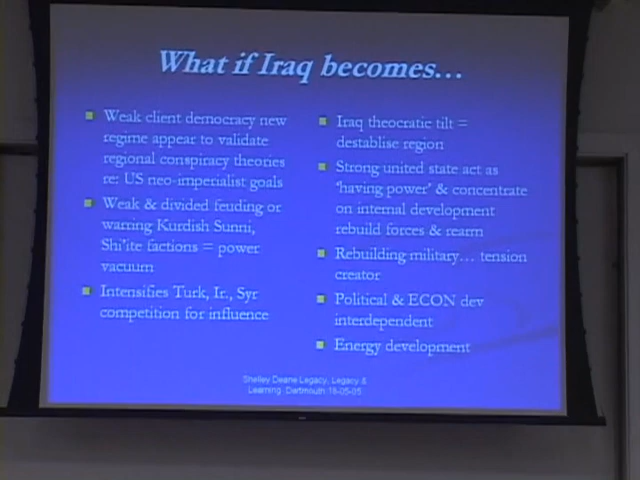 What if Iraq becomes...
Weak client democracy new
regime appear to validate
regional conspiracy theories
re: US neo-imperialist goals
Weak & divided feuding or
warring Kurdish Sunni,
Shi'ite factions = power
vacuum
Intensifies Turk, Ir., Syr
competition for influence
Iraq theocratic tilt =
destablise region
Strong united state act as
'having power' & concentrate
on internal development
rebuild forces & rearm
Rebuilding military... tension
creator
Political & ECON dev
interdependent
Energy development
Shelley Deane Legacy, Legacy &
Learning Dartmouth 18-05-05